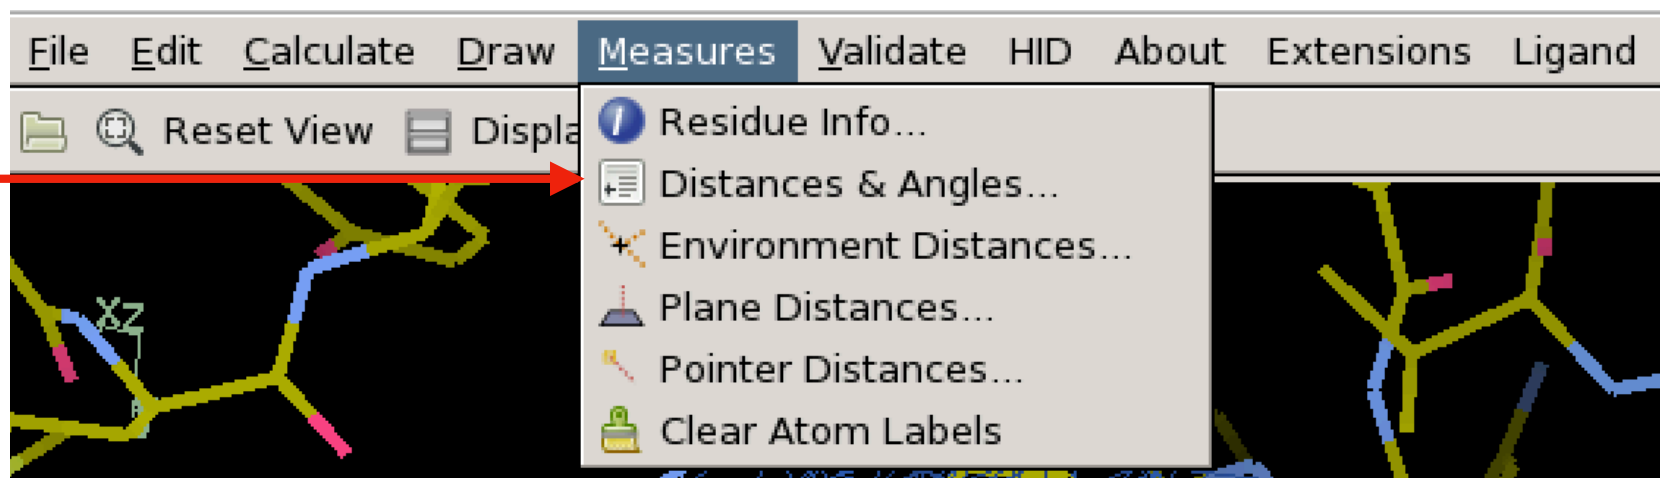 File Edit Calculate Draw Measures Validate HID About Extensions Ligand
Reset View Displa
Residue Info...
Distances & Angles...
Environment Distances...
Plane Distances...
Pointer Distances...
Clear Atom Labels
XZ